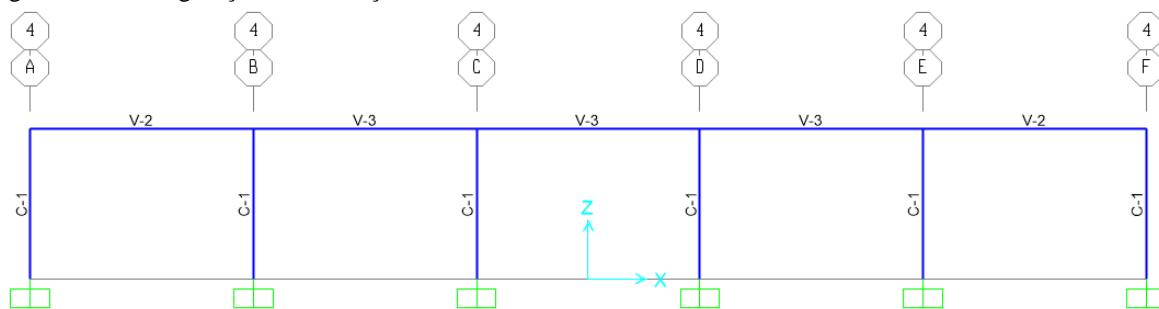 4 4 4 4 4 4
A B C D E F
V-2 V-3 V-3 V-3 V-2
C-1 C-1 C-1 C-1 C-1 C-1
Z
X